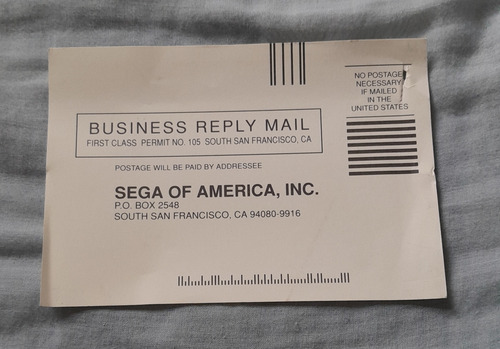 NO POSTAGE
NECESSARY
IF MAILED
IN THE
UNITED STATES
BUSINESS REPLY MAIL
FIRST CLASS PERMIT NO. 105 SOUTH SAN FRANCISCO, CA
POSTAGE WILL BE PAID BY ADDRESSEE
SEGA OF AMERICA, INC.
P.O. BOX 2548
SOUTH SAN FRANCISCO, CA 94080-9916